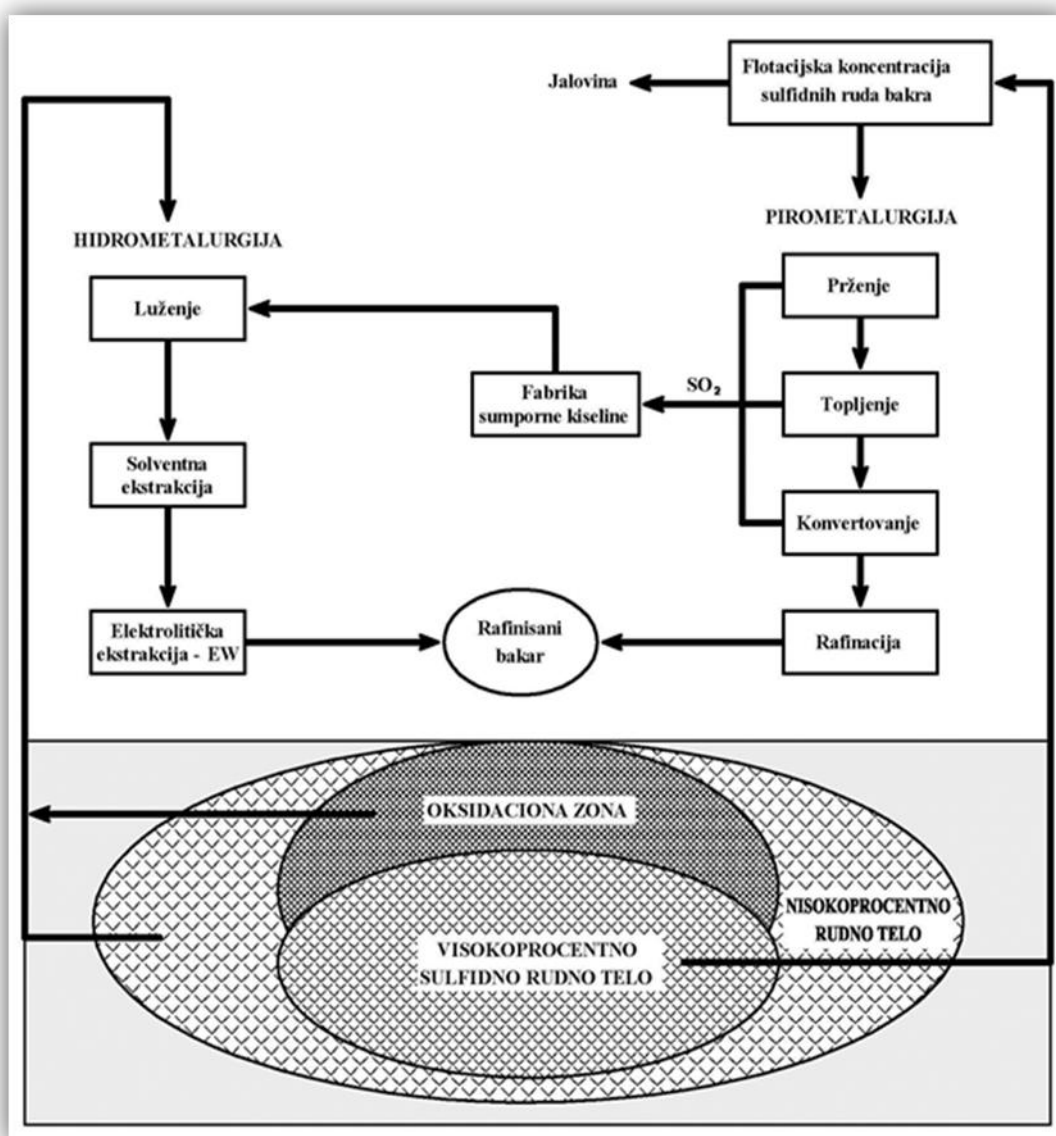 Flotacijska koncentracija
sulfidnih ruda bakra
Jalovina
PIROMETALURGIJA
HIDROMETALURGIJA
Prženje
Luženje
SO₂
Topljenje
Fabrika
sumporne kiseline
Solventna
ekstrakcija
Konvertovanje
Elektrolitička
ekstrakcija - EW
Rafinisani
bakar
Rafinacija
OKSIDACIONA ZONA
NISOKOPROCENTNO
RUDNO TELO
VISOKOPROCENTNO
SULFIDNO RUDNO TELO